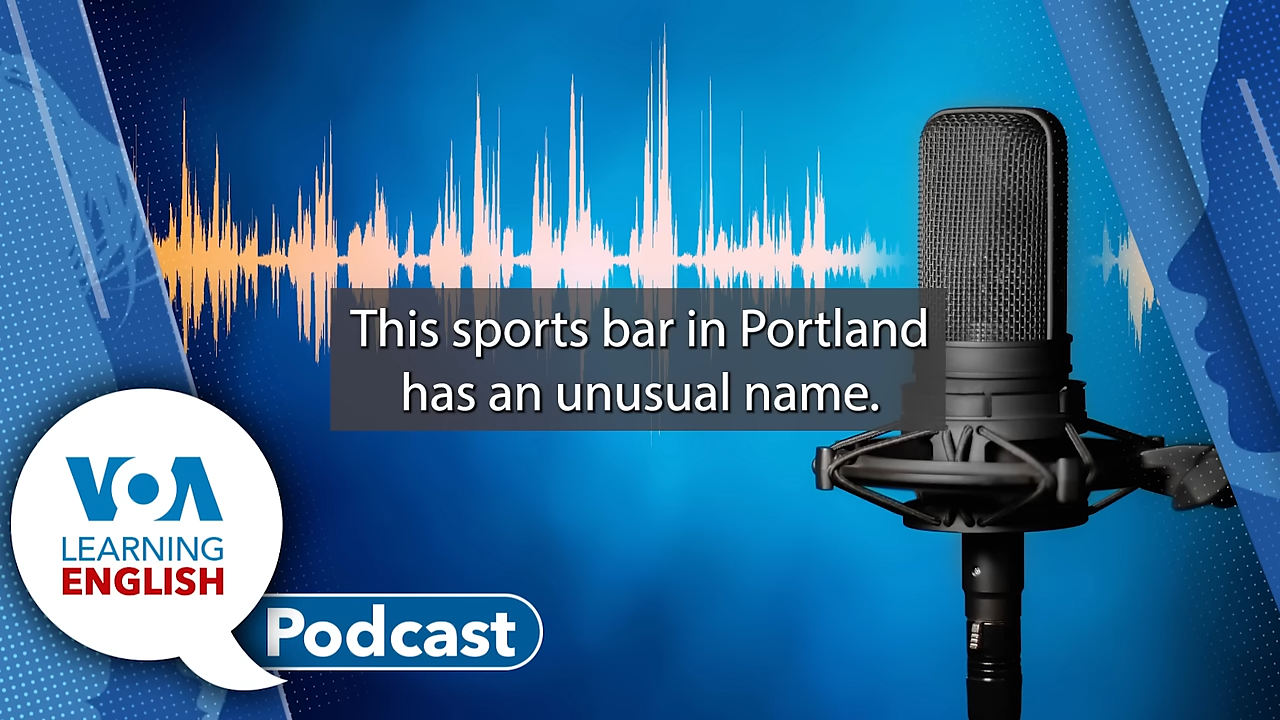 This sports bar in Portland
has an unusual name.
VOA
LEARNING
ENGLISH
Podcast